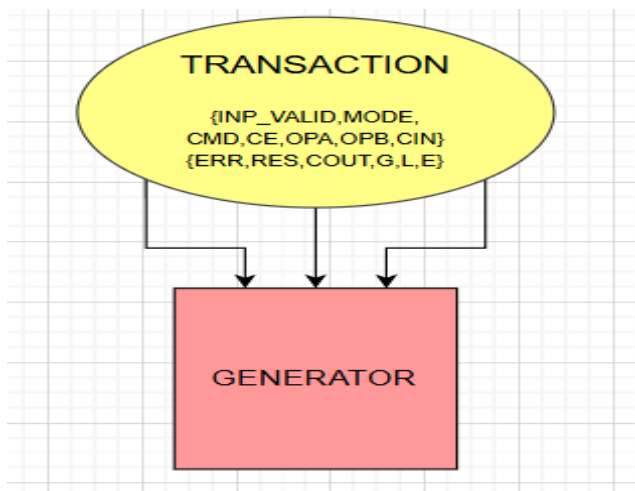 TRANSACTION
{INP_VALID,MODE,
CMD,CE,OPA,OPB,CIN}
{ERR,RES,COUT,G,L,E}
GENERATOR